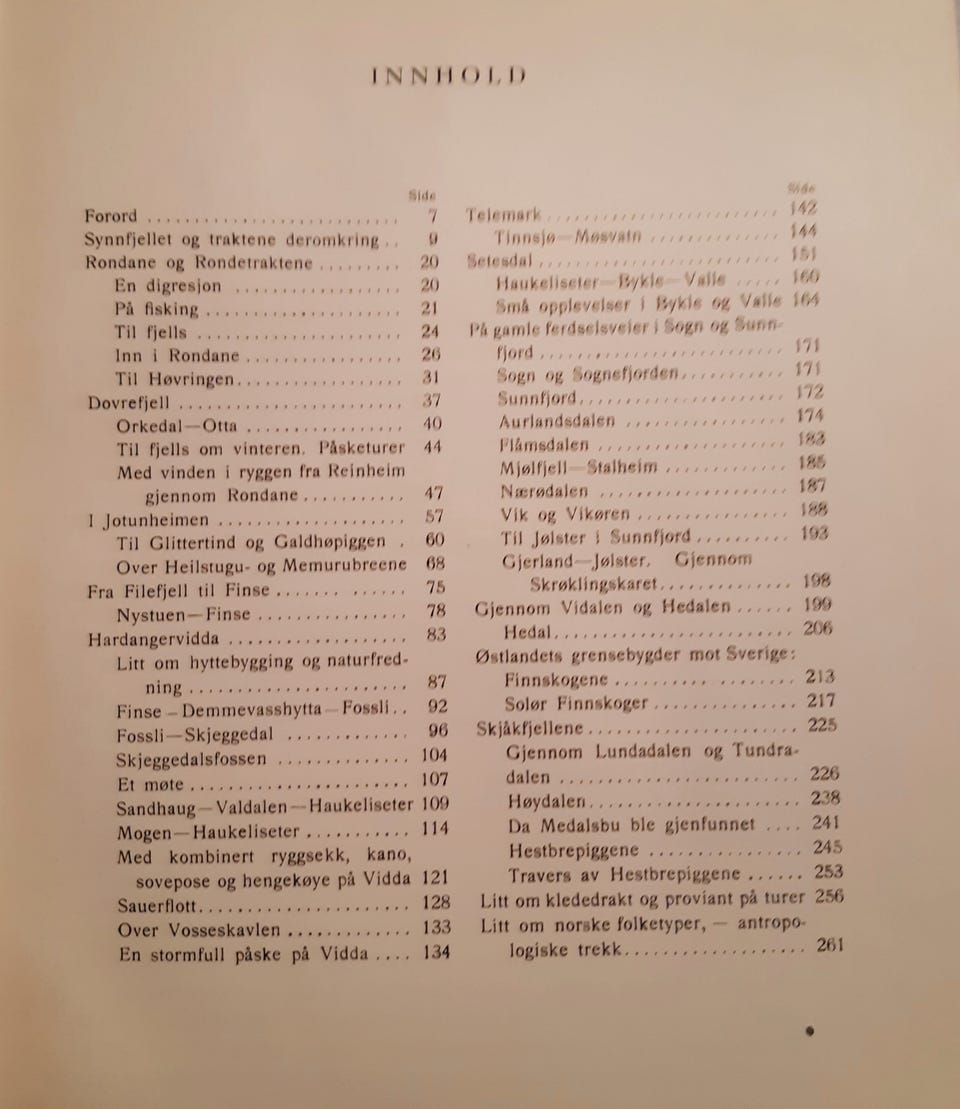 INNHOLD
Side
Forord ........................... 7
Synnfjellet og traktene deromkring .. 9
Rondane og Rondetraktene ......... 20
En digresjon .................. 20
På fisking ..................... 21
Til fjells ...................... 24
Inn i Rondane ................. 26
Til Høvringen .................. 31
Dovrefjell ........................ 37
Orkedal—Otta ................. 40
Til fjells om vinteren. Påsketurer 44
Med vinden i ryggen fra Reinheim
gjennom Rondane ........... 47
I Jotunheimen .................... 57
Til Glittertind og Galdhøpiggen . 60
Over Heilstugu- og Memurubreene 68
Fra Filefjell til Finse ....... ...... 75
Nystuen—Finse ................ 78
Hardangervidda ................... 83
Litt om hyttebygging og naturfred-
ning ....................... 87
Finse—Demmevasshytta—Fossli .. 92
Fossli—Skjeggedal ............. 96
Skjeggedalsfossen .............. 104
Et møte ........................ 107
Sandhaug—Valdalen—Haukeliseter 109
Mogen—Haukeliseter ........... 114
Med kombinert ryggsekk, kano,
sovepose og hengekøye på Vidda 121
Sauerflott ....................... 128
Over Vosseskavlen ............. 133
En stormfull påske på Vidda .... 134
Side
Telemark ......................... 142
Tinnsjø—Møsvatn .............. 144
Setesdal .......................... 151
Haukeliseter—Bykle—Valle ..... 160
Små opplevelser i Bykle og Valle 164
På gamle ferdselsveier i Sogn og Sunn-
fjord .......................... 171
Sogn og Sognefjorden ........... 171
Sunnfjord ...................... 172
Aurlandsdalen ................. 174
Flåmsdalen .................... 183
Mjølfjell—Stalheim ............. 185
Nærødalen .................... 187
Vik og Vikøren ................ 188
Til Jølster i Sunnfjord .......... 193
Gjerland—Jølster. Gjennom
Skrøklingskaret .............. 198
Gjennom Vidalen og Hedalen ...... 199
Hedal .......................... 206
Østlandets grensebygder mot Sverige:
Finnskogene .......... ........ 213
Solør Finnskoger ............... 217
Skjåkfjellene ...................... 225
Gjennom Lundadalen og Tundra-
dalen ......................... 226
Høydalen ....................... 238
Da Medalsbu ble gjenfunnet .... 241
Hestbrepiggene ................ 245
Travers av Hestbrepiggene ...... 253
Litt om klededrakt og proviant på turer 256
Litt om norske folketyper, — antropo-
logiske trekk ................... 261